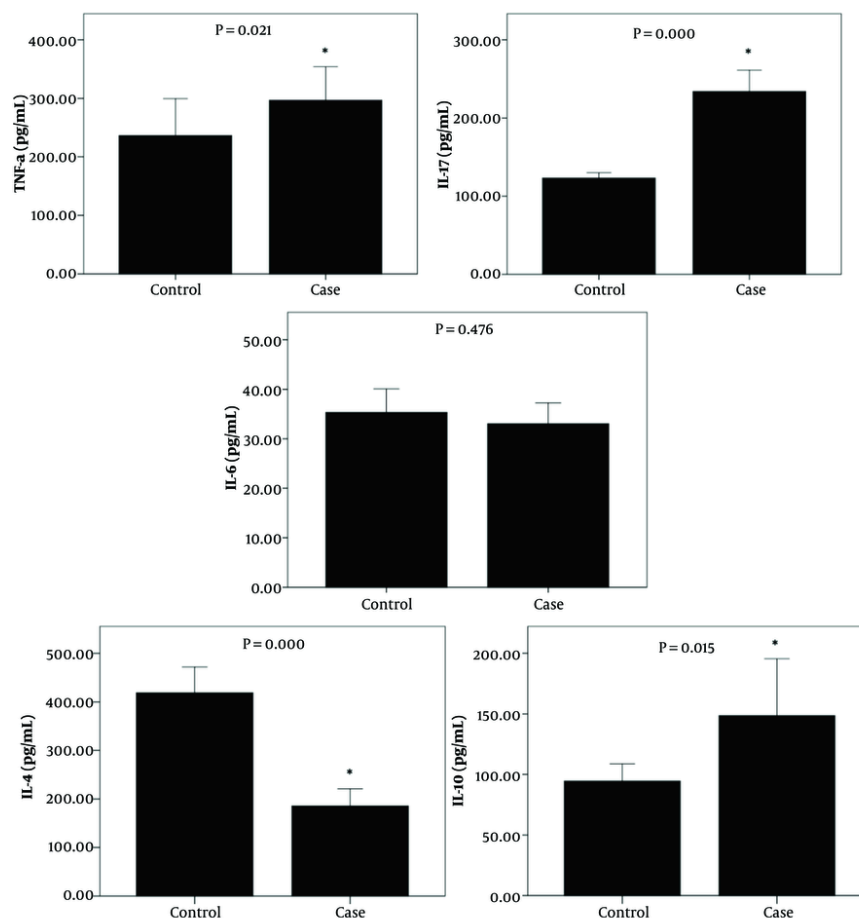 P = 0.021
*
400.00
300.00
200.00
100.00
0.00
TNF-a (pg/mL)
Control
Case
P = 0.000
*
300.00
200.00
100.00
0.00
IL-17 (pg/mL)
Control
Case
P = 0.476
50.00
40.00
30.00
20.00
10.00
0.00
IL-6 (pg/mL)
Control
Case
P = 0.000
*
500.00
400.00
300.00
200.00
100.00
0.00
IL-4 (pg/mL)
Control
Case
P = 0.015
*
200.00
150.00
100.00
50.00
0.00
IL-10 (pg/mL)
Control
Case